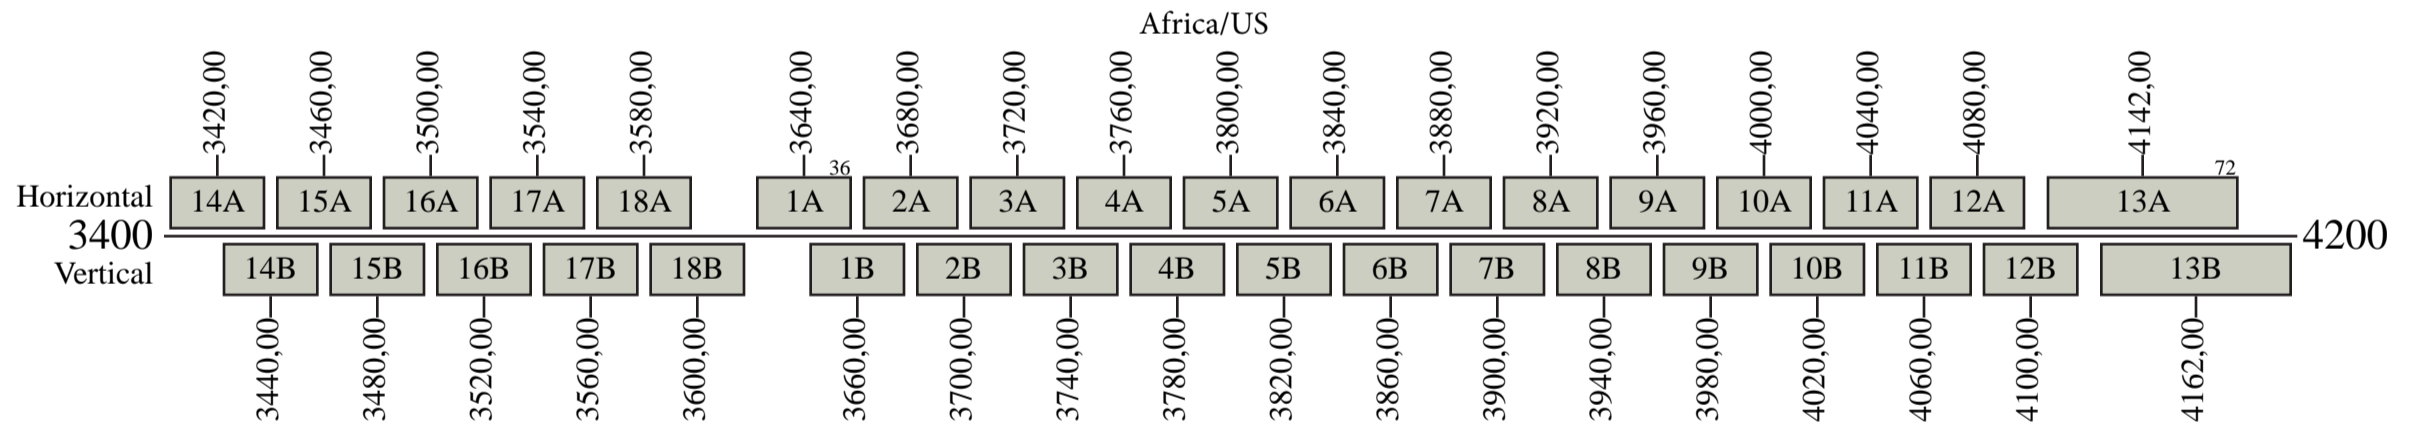 Africa/US
3420,00 3460,00 3500,00 3540,00 3580,00 3640,00 3680,00 3720,00 3760,00 3800,00 3840,00 3880,00 3920,00 3960,00 4000,00 4040,00 4080,00 4142,00
36 72
Horizontal 14A 15A 16A 17A 18A 1A 2A 3A 4A 5A 6A 7A 8A 9A 10A 11A 12A 13A
3400 4200
Vertical 14B 15B 16B 17B 18B 1B 2B 3B 4B 5B 6B 7B 8B 9B 10B 11B 12B 13B
3440,00 3480,00 3520,00 3560,00 3600,00 3660,00 3700,00 3740,00 3780,00 3820,00 3860,00 3900,00 3940,00 3980,00 4020,00 4060,00 4100,00 4162,00